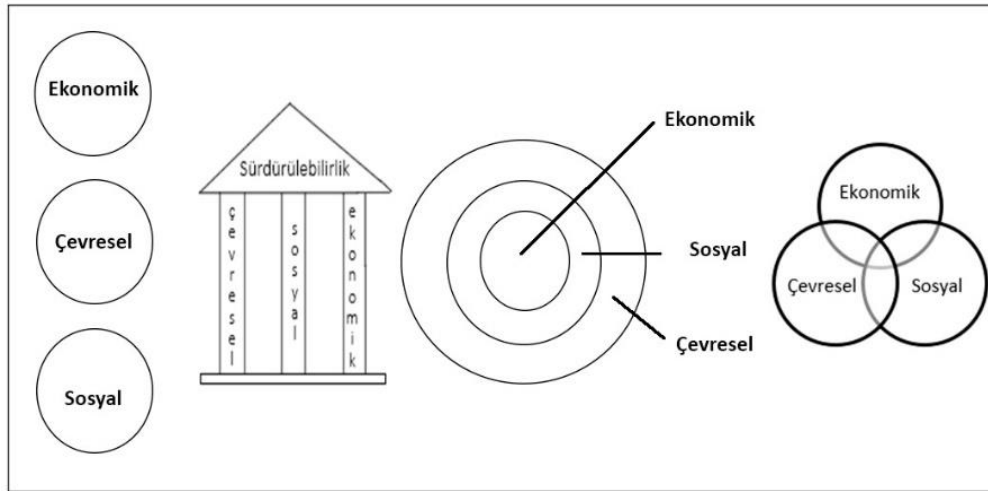 Ekonomik
Çevresel
Sosyal
Sürdürülebilirlik
çevresel
sosyal
ekonomik
Ekonomik
Sosyal
Çevresel
Ekonomik
Çevresel
Sosyal